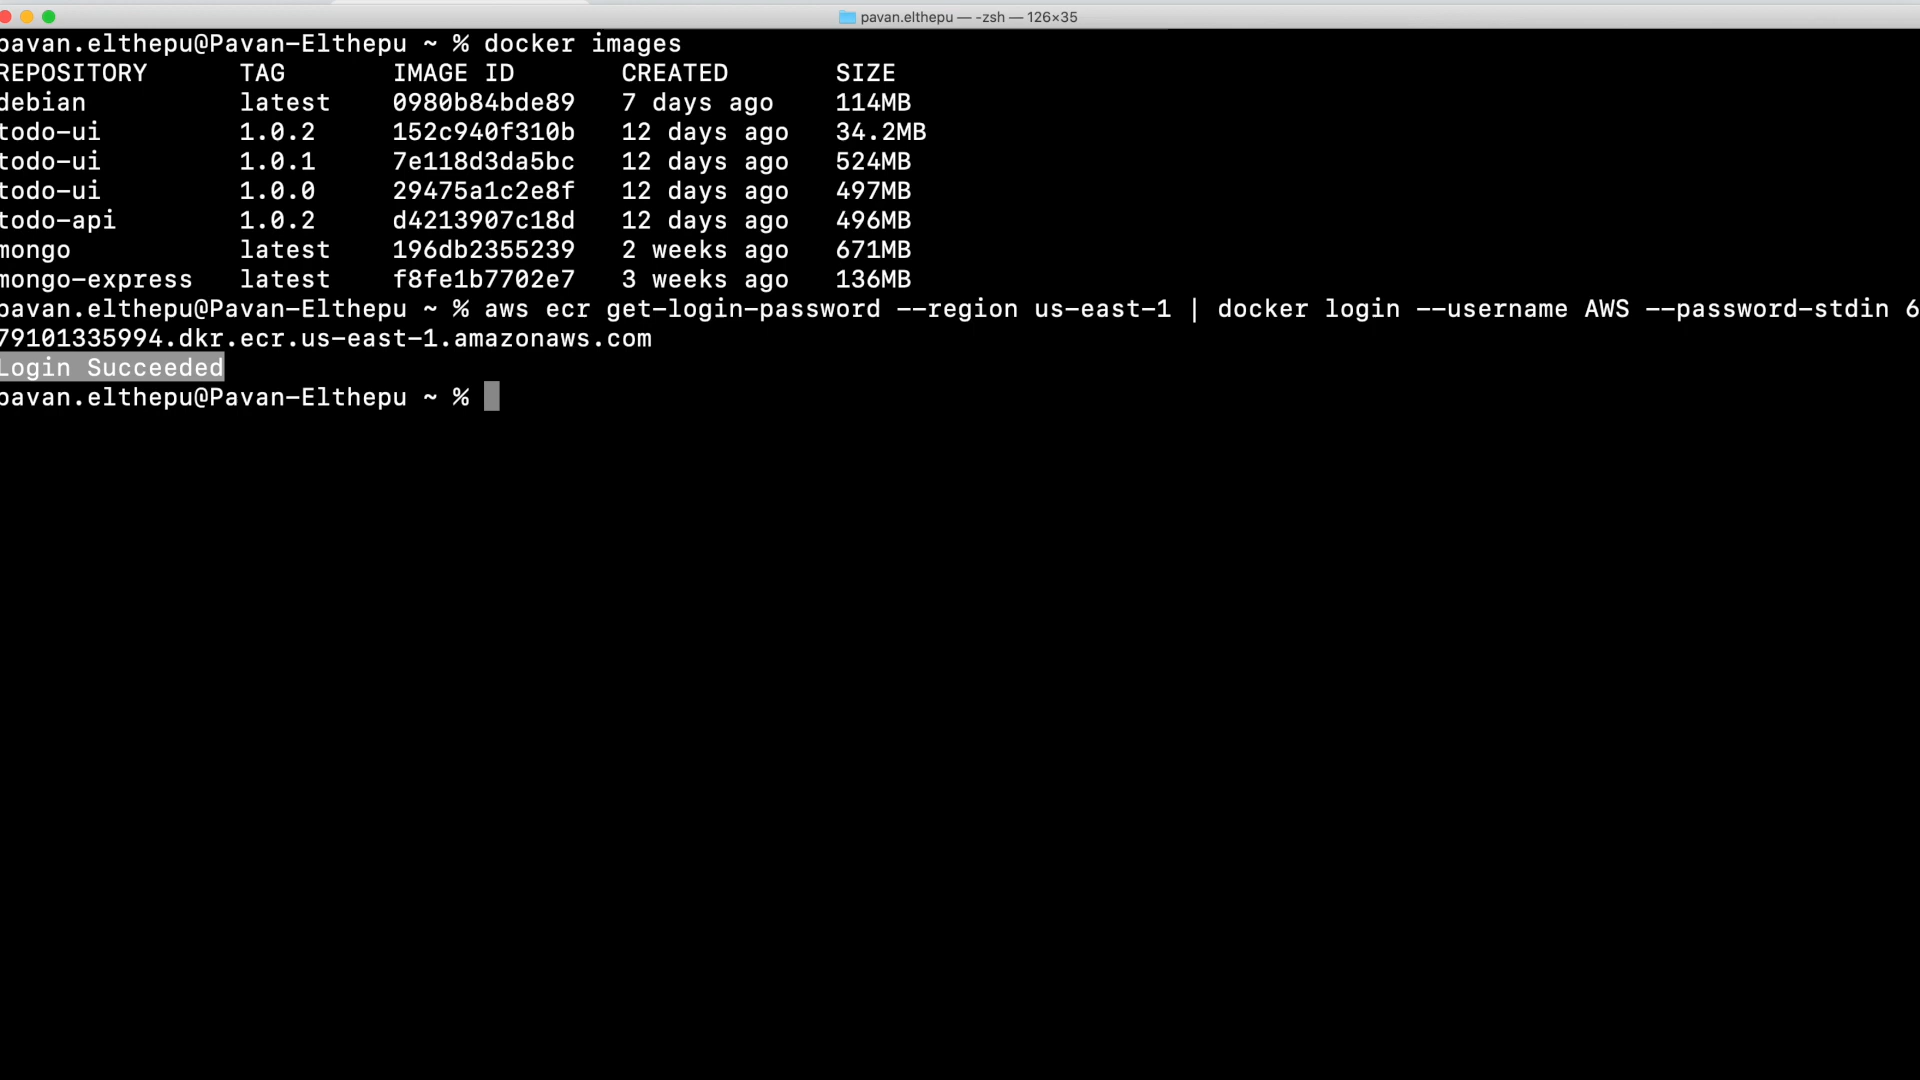 pavan.elthepu — -zsh — 126×35
pavan.elthepu@Pavan-Elthepu ~ % docker images
REPOSITORY TAG IMAGE ID CREATED SIZE
debian latest 0980b84bde89 7 days ago 114MB
todo-ui 1.0.2 152c940f310b 12 days ago 34.2MB
todo-ui 1.0.1 7e118d3da5bc 12 days ago 524MB
todo-ui 1.0.0 29475a1c2e8f 12 days ago 497MB
todo-api 1.0.2 d4213907c18d 12 days ago 496MB
mongo latest 196db2355239 2 weeks ago 671MB
mongo-express latest f8fe1b7702e7 3 weeks ago 136MB
pavan.elthepu@Pavan-Elthepu ~ % aws ecr get-login-password --region us-east-1 | docker login --username AWS --password-stdin 6
79101335994.dkr.ecr.us-east-1.amazonaws.com
Login Succeeded
pavan.elthepu@Pavan-Elthepu ~ %